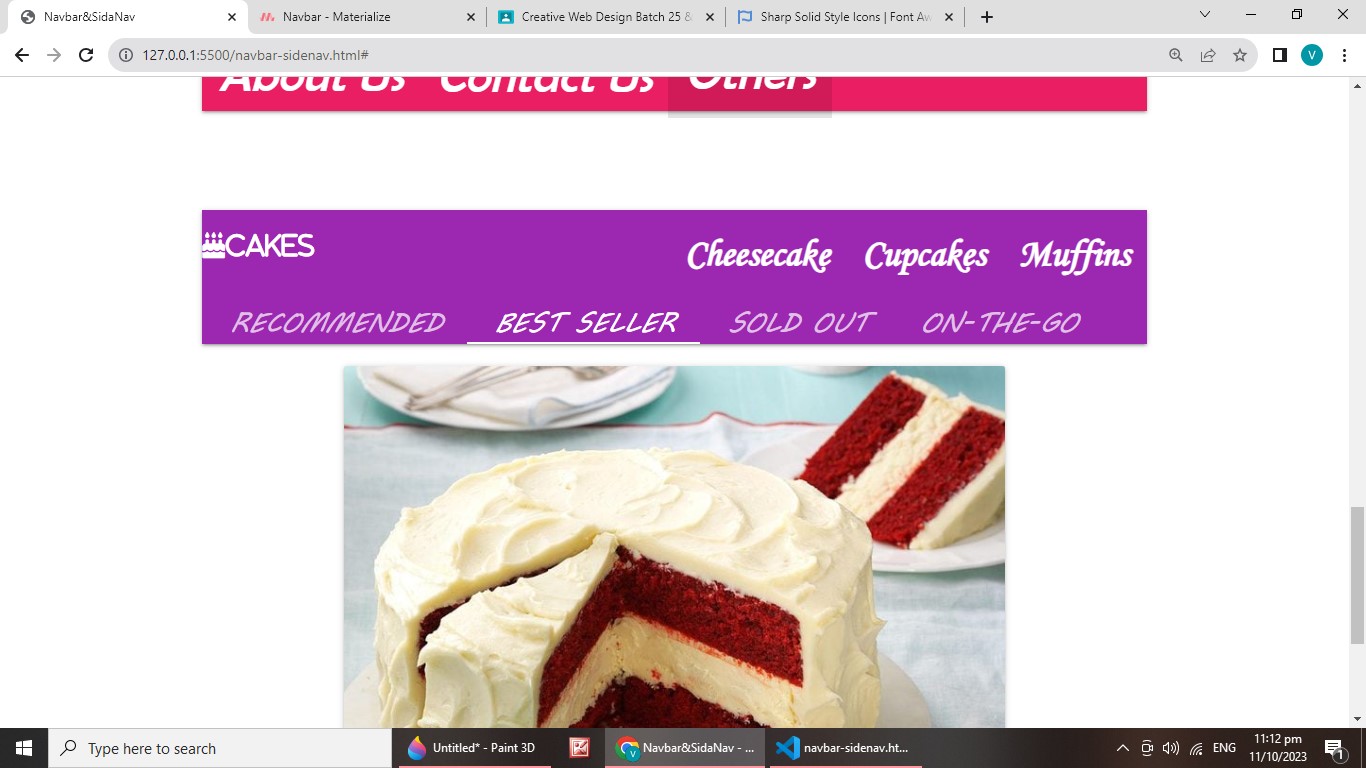 Navbar&SidaNav
Navbar - Materialize
Creative Web Design Batch 25 &
Sharp Solid Style Icons | Font Aw
127.0.0.1:5500/navbar-sidenav.html#
V
About Us Contact Us Others
CAKES
Cheesecake Cupcakes Muffins
RECOMMENDED BEST SELLER SOLD OUT ON-THE-GO
Type here to search
Untitled* - Paint 3D
Navbar&SidaNav - ...
navbar-sidenav.ht...
ENG
11:12 pm
11/10/2023
1